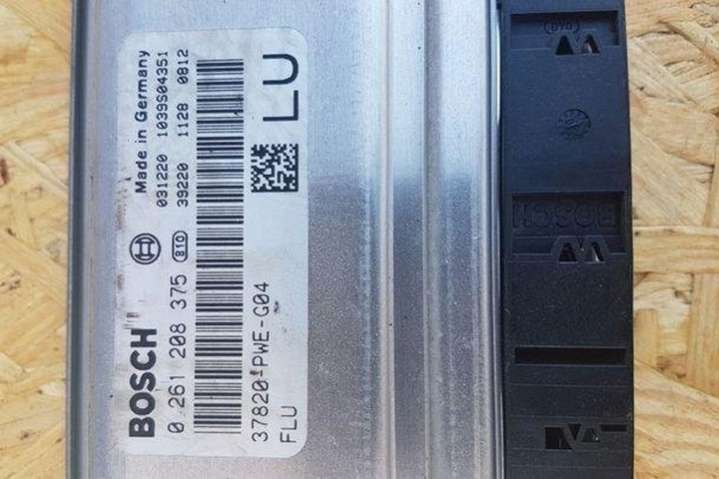 BOSCH
Made in Germany
0 261 208 375
810
031220 1039S04351
39220 1128 0812
37820-PWE-G04
FLU
LU
BOSCH